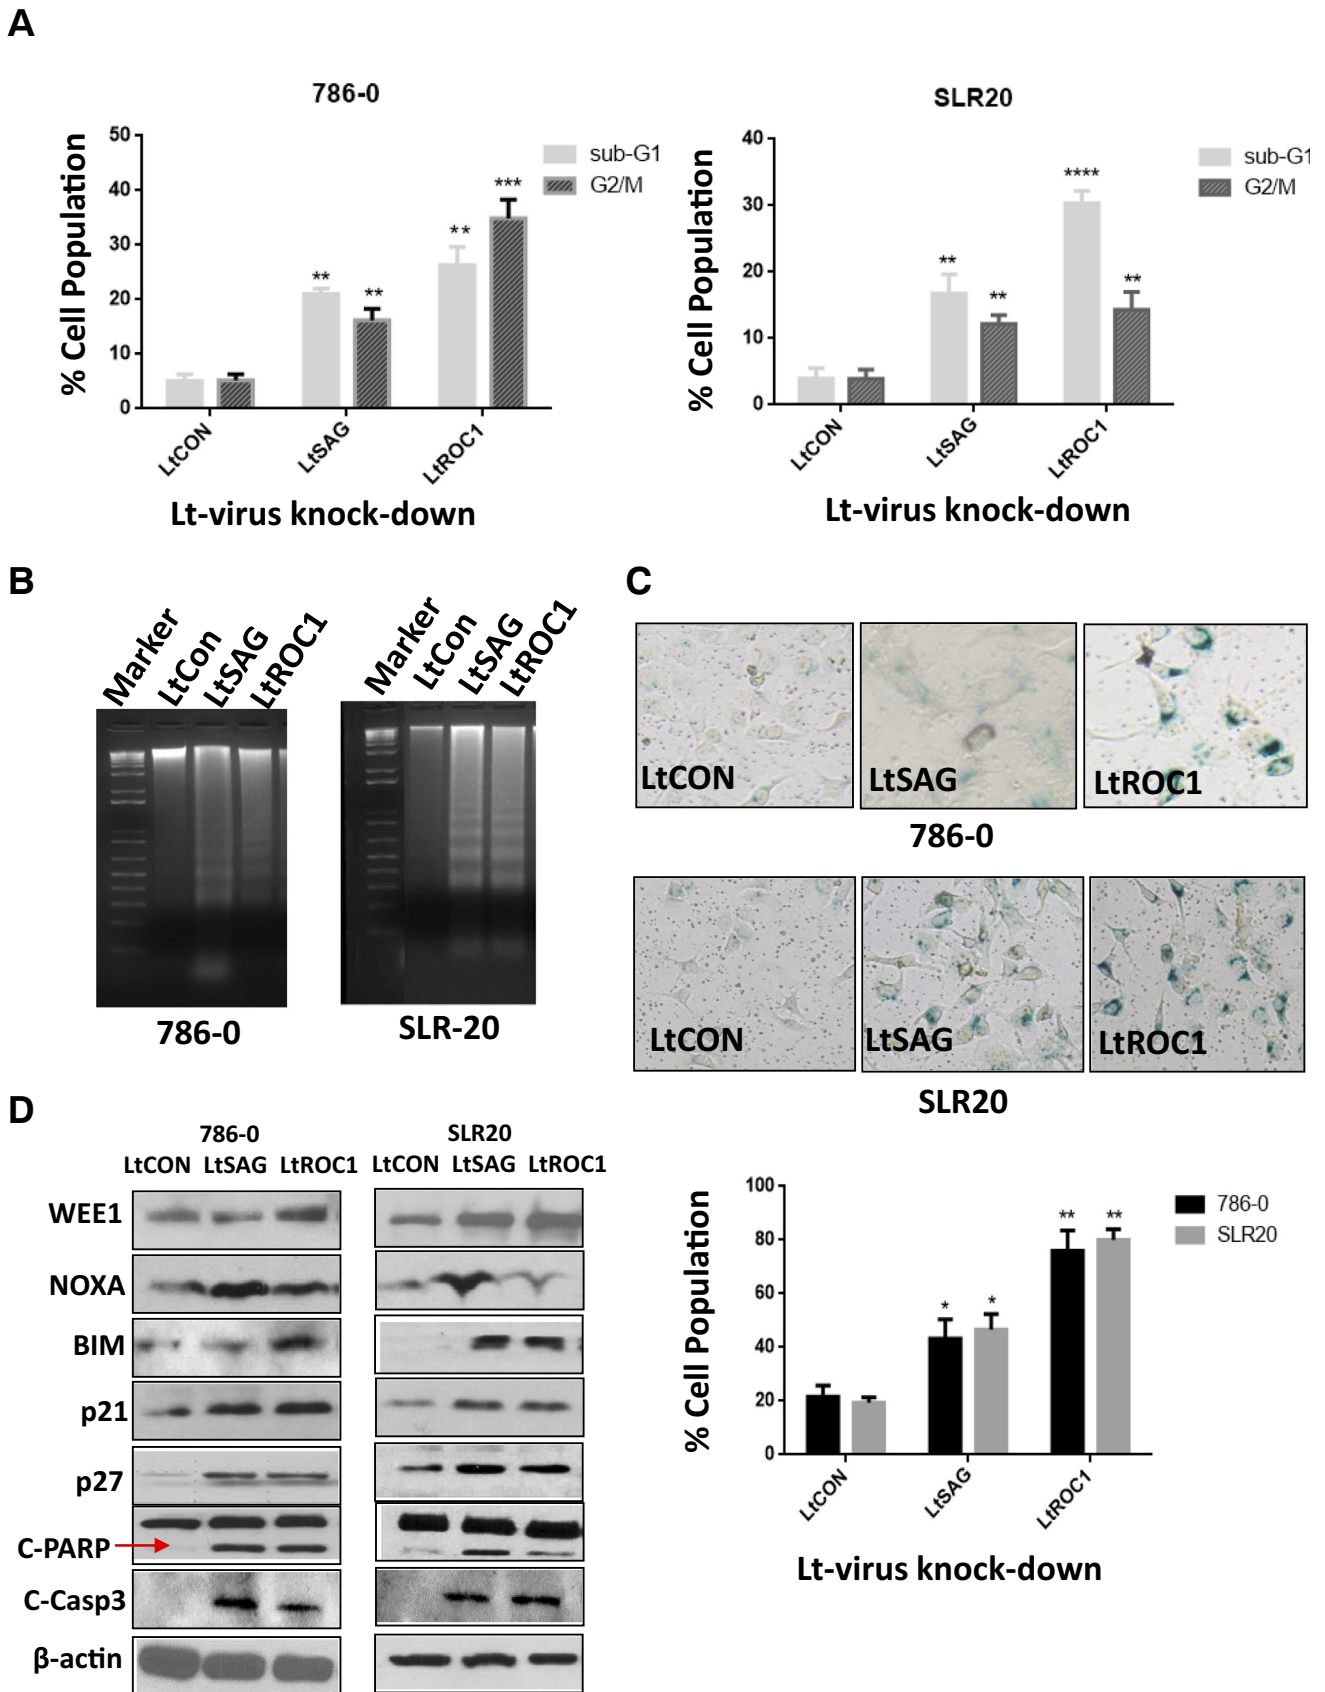 A
786-0
% Cell Population
50
40
30
20
10
0
sub-G1
G2/M
** ** ** ***
LtCON LtSAG LtROC1
Lt-virus knock-down
SLR20
% Cell Population
40
30
20
10
0
sub-G1
G2/M
** ** **** **
LtCON LtSAG LtROC1
Lt-virus knock-down
B
Marker LtCon LtSAG LtROC1
786-0
Marker LtCon LtSAG LtROC1
SLR-20
C
LtCON LtSAG LtROC1
786-0
LtCON LtSAG LtROC1
SLR20
% Cell Population
100
80
60
40
20
0
786-0
SLR20
* * ** **
LtCON LtSAG LtROC1
Lt-virus knock-down
D
786-0 SLR20
LtCON LtSAG LtROC1 LtCON LtSAG LtROC1
WEE1
NOXA
BIM
p21
p27
C-PARP
C-Casp3
β-actin